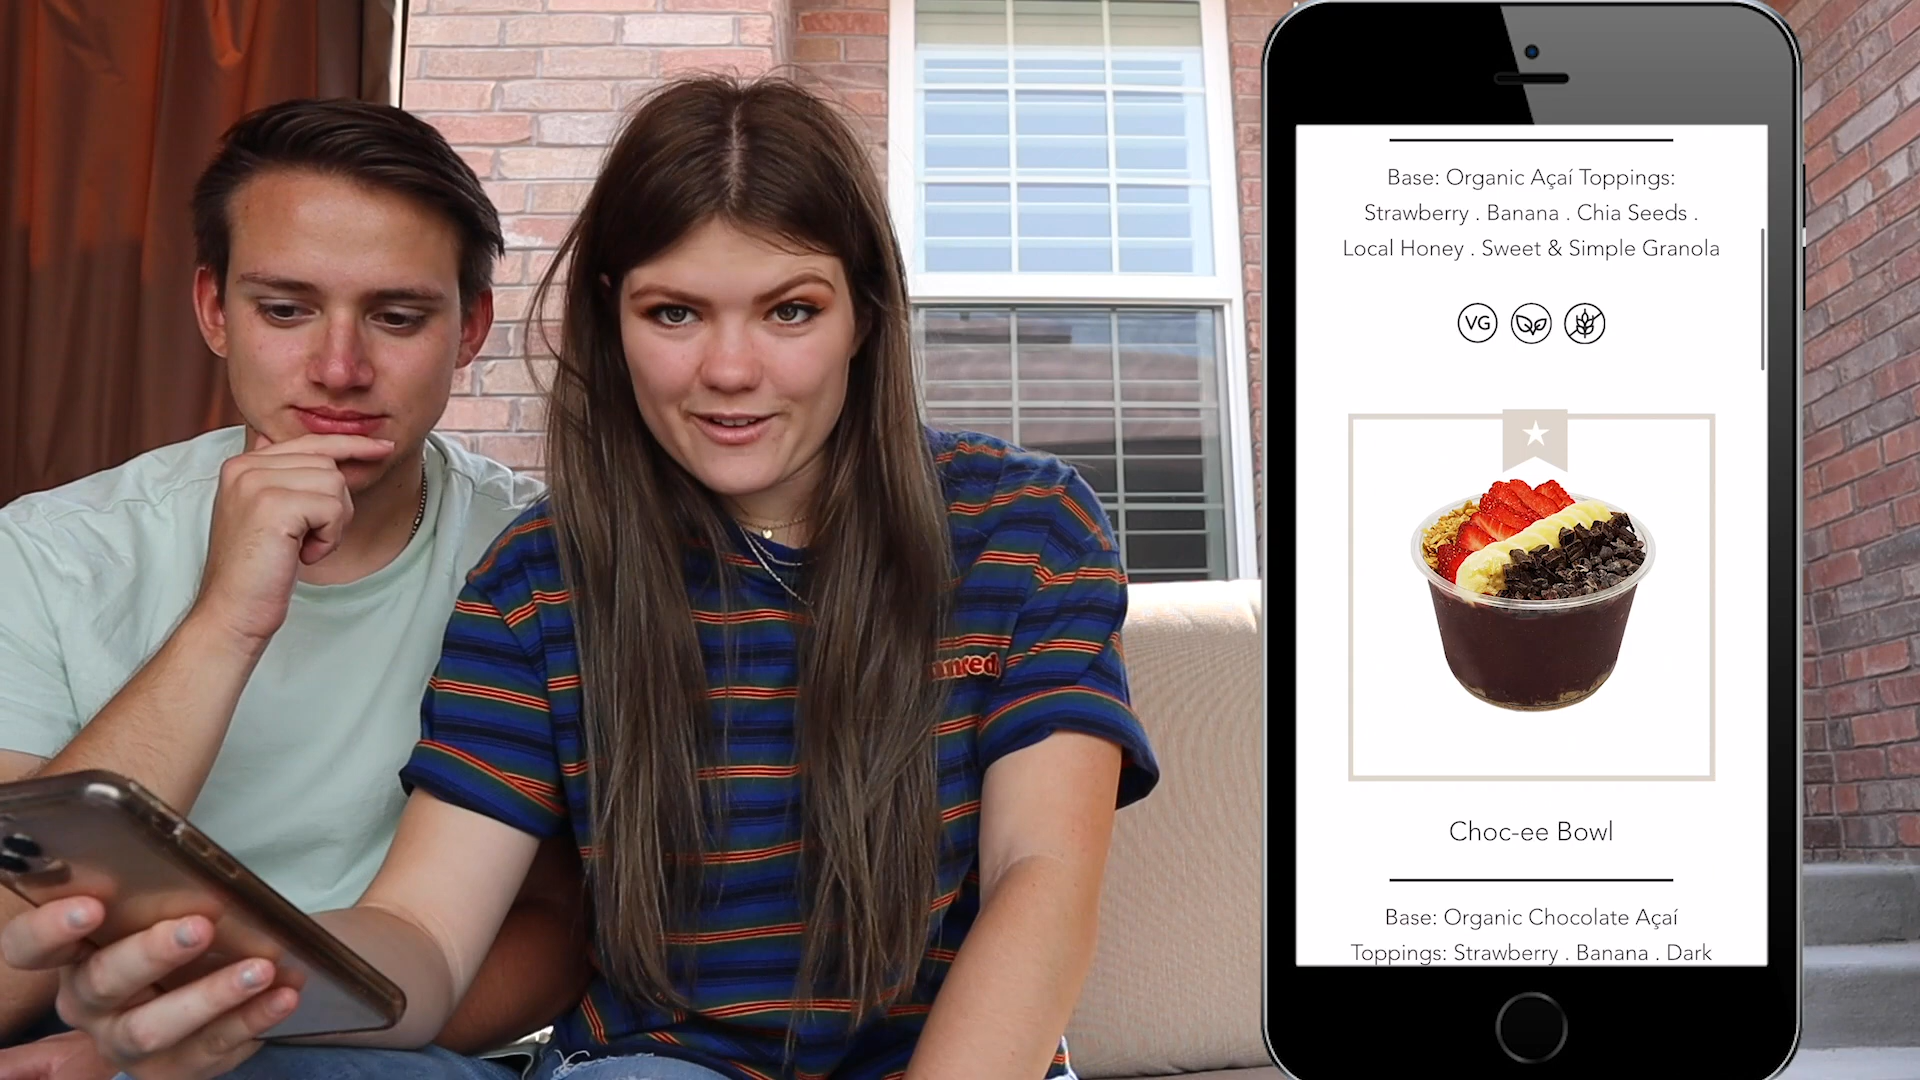 Base: Organic Açaí Toppings:
Strawberry . Banana . Chia Seeds .
Local Honey . Sweet & Simple Granola
VG
Choc-ee Bowl
Base: Organic Chocolate Açaí
Toppings: Strawberry . Banana . Dark